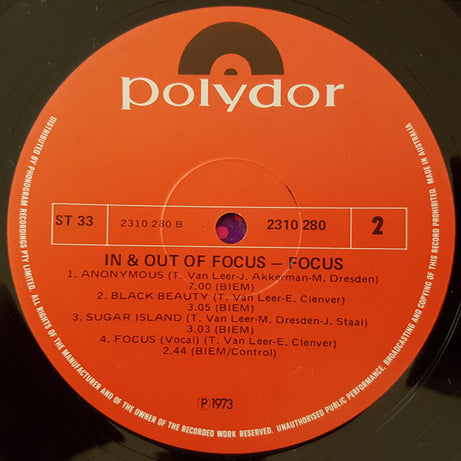 polydor
ST 33
2310 280 B
2310 280
2
IN & OUT OF FOCUS – FOCUS
1. ANONYMOUS (T. Van Leer-J. Akkerman-M. Dresden)
7.00 (BIEM)
2. BLACK BEAUTY (T. Van Leer-E. Clenver)
3.05 (BIEM)
3. SUGAR ISLAND (T. Van Leer-M. Dresden-J. Staal)
3.03 (BIEM)
4. FOCUS (Vocal) (T. Van Leer-E. Clenver)
2.44 (BIEM/Control)
Ⓟ 1973
DISTRIBUTED BY PHONOGRAM RECORDINGS PTY LIMITED. ALL RIGHTS OF THE MANUFACTURER AND OF THE OWNER OF THE RECORDED WORK RESERVED. UNAUTHORISED PUBLIC PERFORMANCE, BROADCASTING AND COPYING OF THIS RECORD PROHIBITED. MADE IN AUSTRALIA